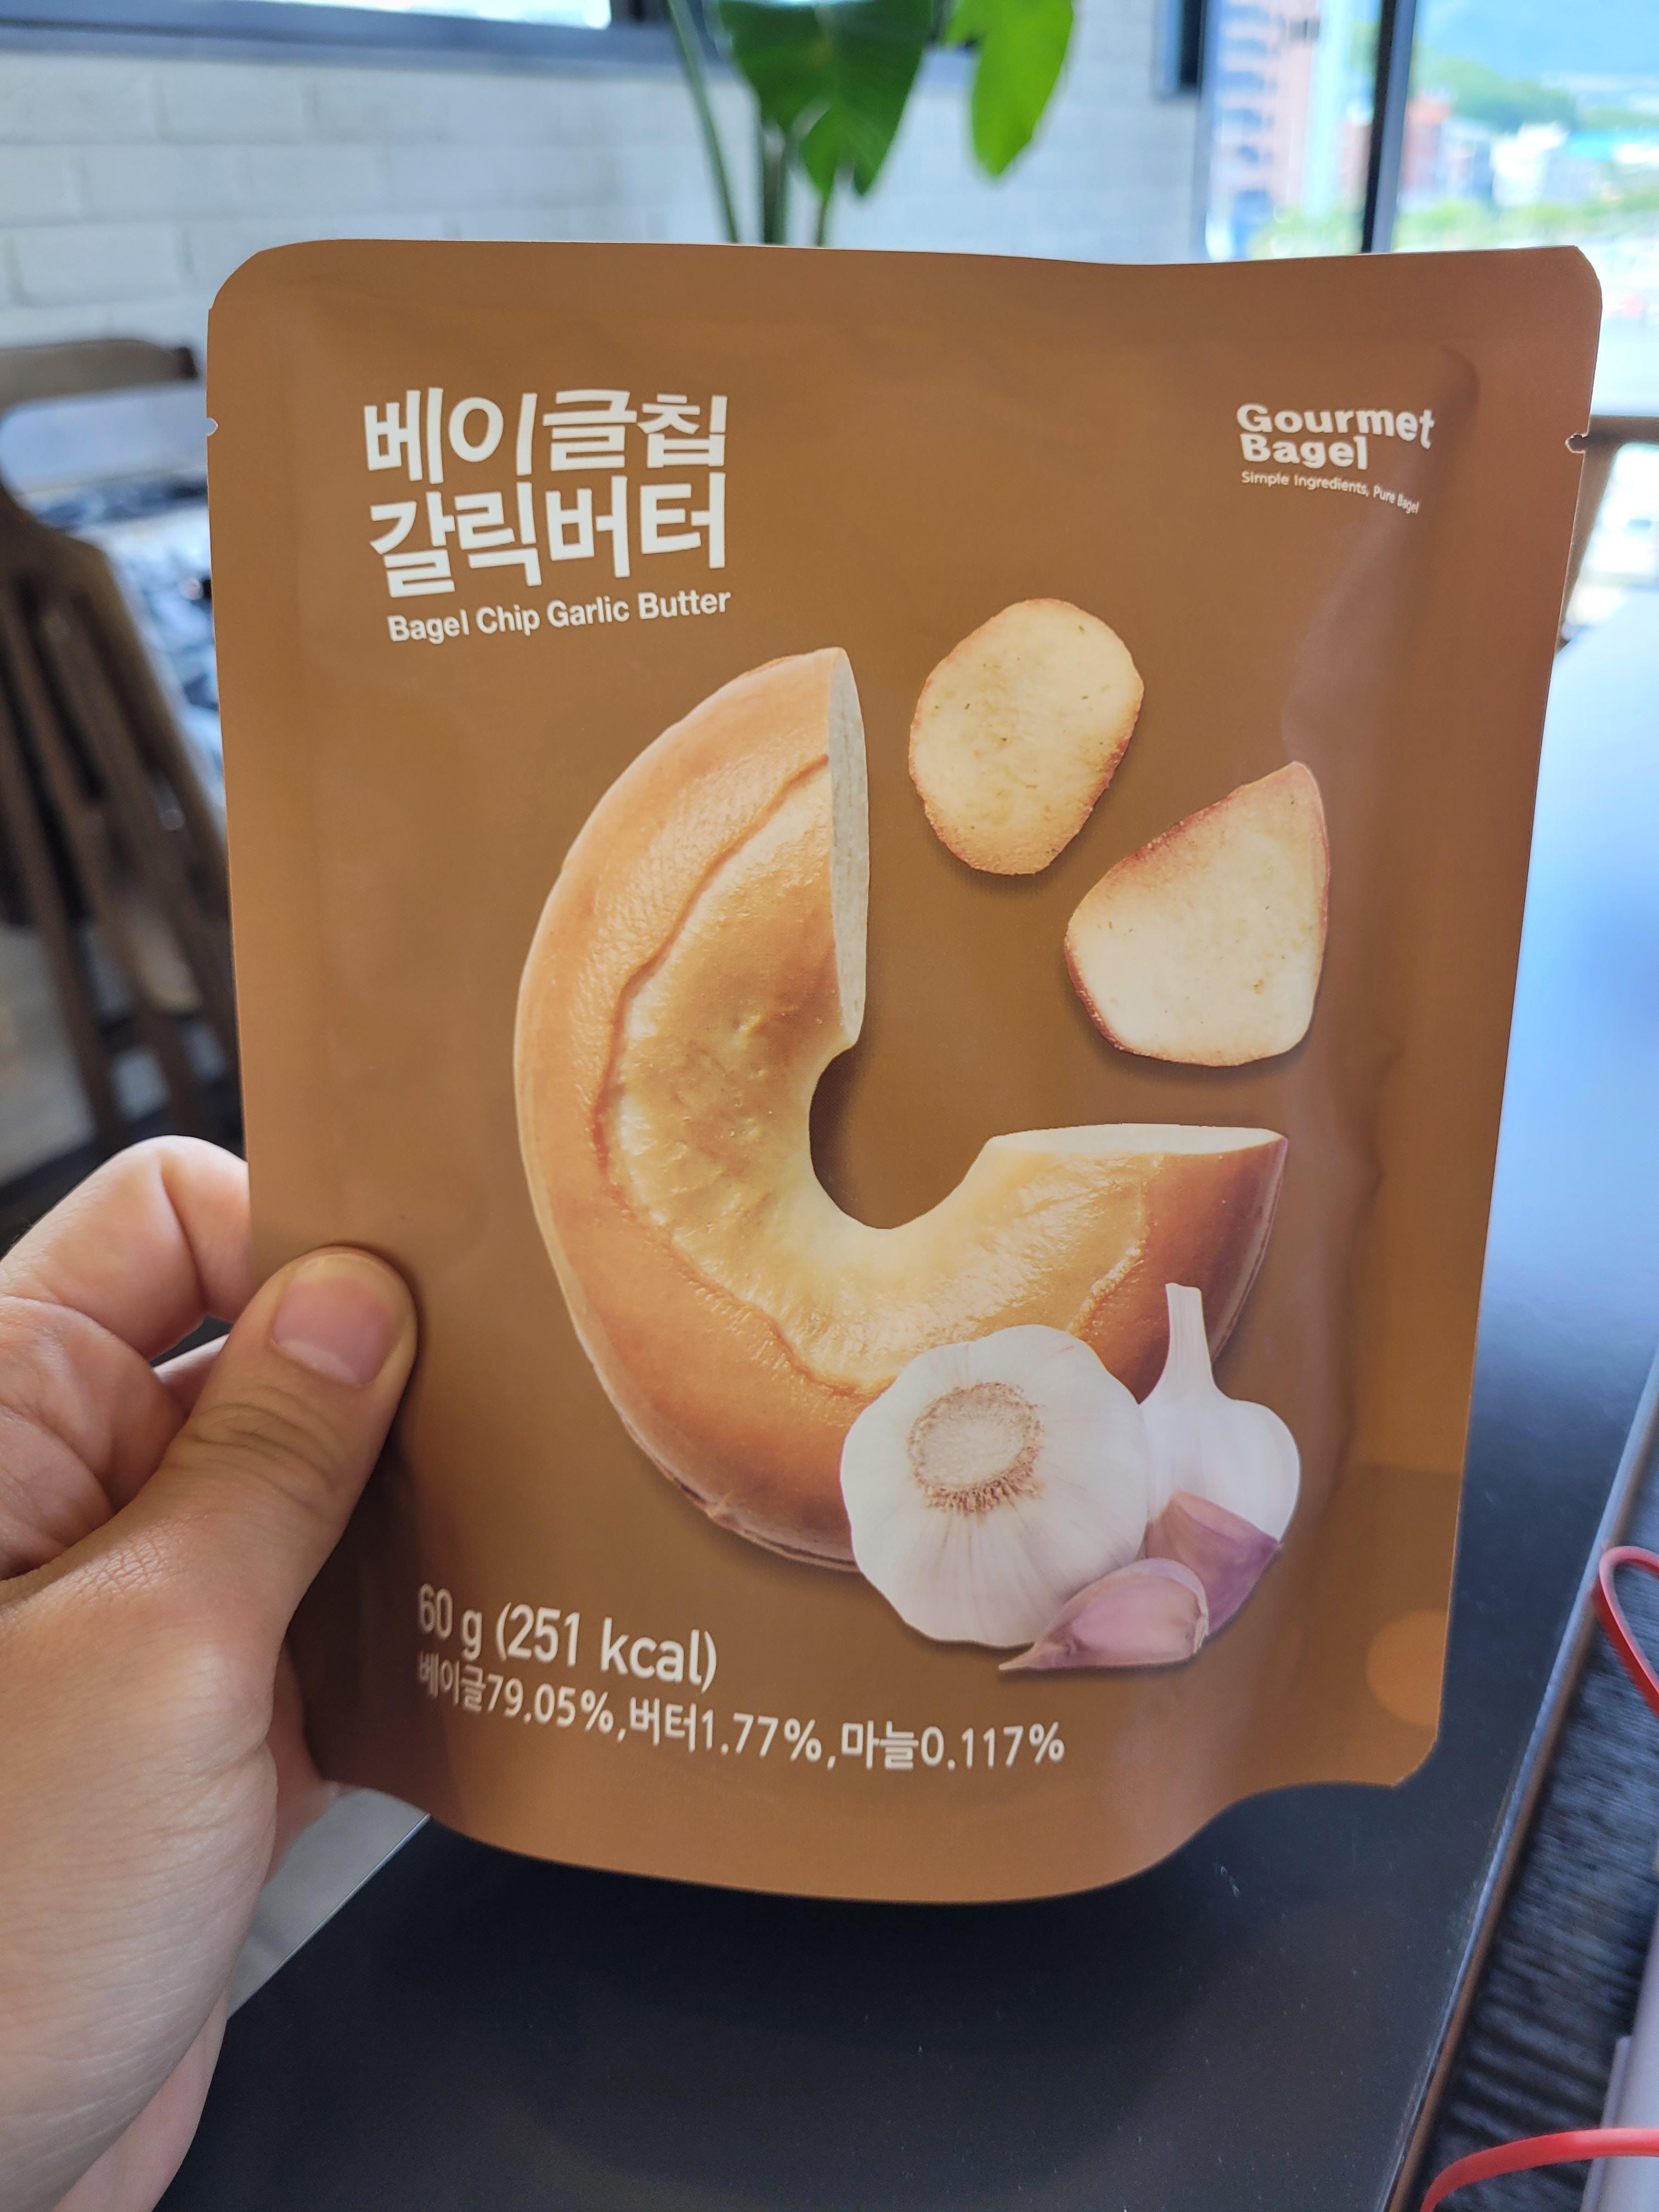 베이글칩
갈릭버터
Bagel Chip Garlic Butter
Gourmet
Bagel
Simple Ingredients, Pure Bagel
60 g (251 kcal)
베이글79.05%,버터1.77%,마늘0.117%